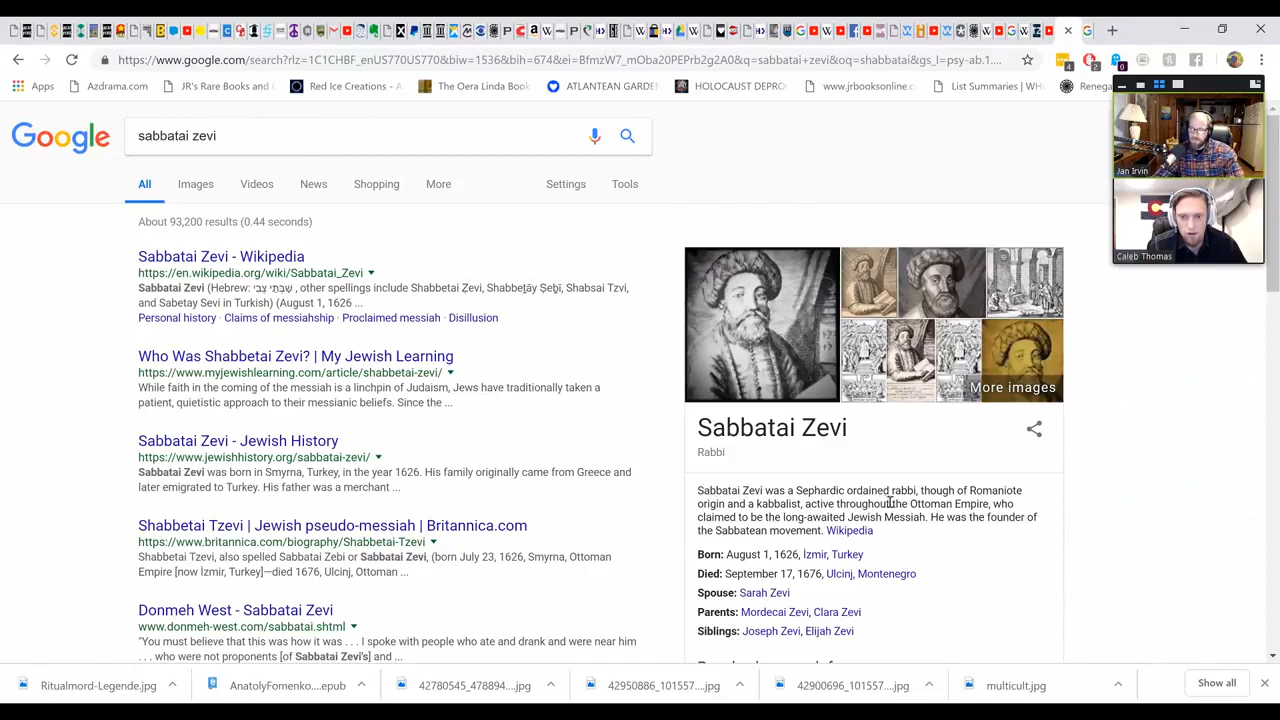 https://www.google.com/search?rlz=1C1CHB
sabbatai+zevi&oq=shabbatai&gs_l=psy-ab.1....
Apps
Azdrama.com
JR's Rare Books and
Red Ice Creations -
The Dera Linda Book
ATLANTEAN GARDEN
HOLOCAUST DEPRO
www.jrbooksonline.c
List Summaries | WH
Renega
Google
sabbatai zevi
Jan Irvin
Caleb Thomas
All
Images
Videos
News
Shopping
More
Settings
Tools
About 93,200 results (0.44 seconds)
Sabbatai Zevi - Wikipedia
https://en.wikipedia.org/wiki/Sabbatai_Zevi
Sabbatai Zevi (Hebrew: שַׁבְּתַי צְבִי, other spellings include Shabbetai Ẓevi, Shabbeṯāy Ṣeḇī, Shabsai Tzvi,
and Sabetay Sevi in Turkish) (August 1, 1626 ...
Personal history · Claims of messiahship · Proclaimed messiah · Disillusion
Who Was Shabbetai Zevi? | My Jewish Learning
https://www.myjewishlearning.com/article/shabbetai-zevi/
While faith in the coming of the messiah is a linchpin of Judaism, Jews have traditionally taken a
patient, quietistic approach to their messianic beliefs. Since the ...
Sabbatai Zevi - Jewish History
https://www.jewishhistory.org/sabbatai-zevi/
Sabbatai Zevi was born in Smyrna, Turkey, in the year 1626. His family originally came from Greece and
later emigrated to Turkey. His father was a merchant ...
Shabbetai Tzevi | Jewish pseudo-messiah | Britannica.com
https://www.britannica.com/biography/Shabbetai-Tzevi
Shabbetai Tzevi, also spelled Sabbatai Zebi or Sabbatai Zevi, (born July 23, 1626, Smyrna, Ottoman
Empire [now İzmir, Turkey]—died 1676, Ulcinj, Ottoman ...
Donmeh West - Sabbatai Zevi
www.donmeh-west.com/sabbatai.shtml
"You must believe that this was how it was . . . I spoke with people who ate and drank and were near him
. . . who were not proponents [of Sabbatai Zevi's] and ...
More images
Sabbatai Zevi
Rabbi
Sabbatai Zevi was a Sephardic ordained rabbi, though of Romaniote
origin and a kabbalist, active throughout the Ottoman Empire, who
claimed to be the long-awaited Jewish Messiah. He was the founder of
the Sabbatean movement. Wikipedia
Born: August 1, 1626, İzmir, Turkey
Died: September 17, 1676, Ulcinj, Montenegro
Spouse: Sarah Zevi
Parents: Mordecai Zevi, Clara Zevi
Siblings: Joseph Zevi, Elijah Zevi
Ritualmord-Legende.jpg
AnatolyFomenko....epub
42780545_478894....jpg
42950886_101557....jpg
42900696_101557....jpg
multicult.jpg
Show all